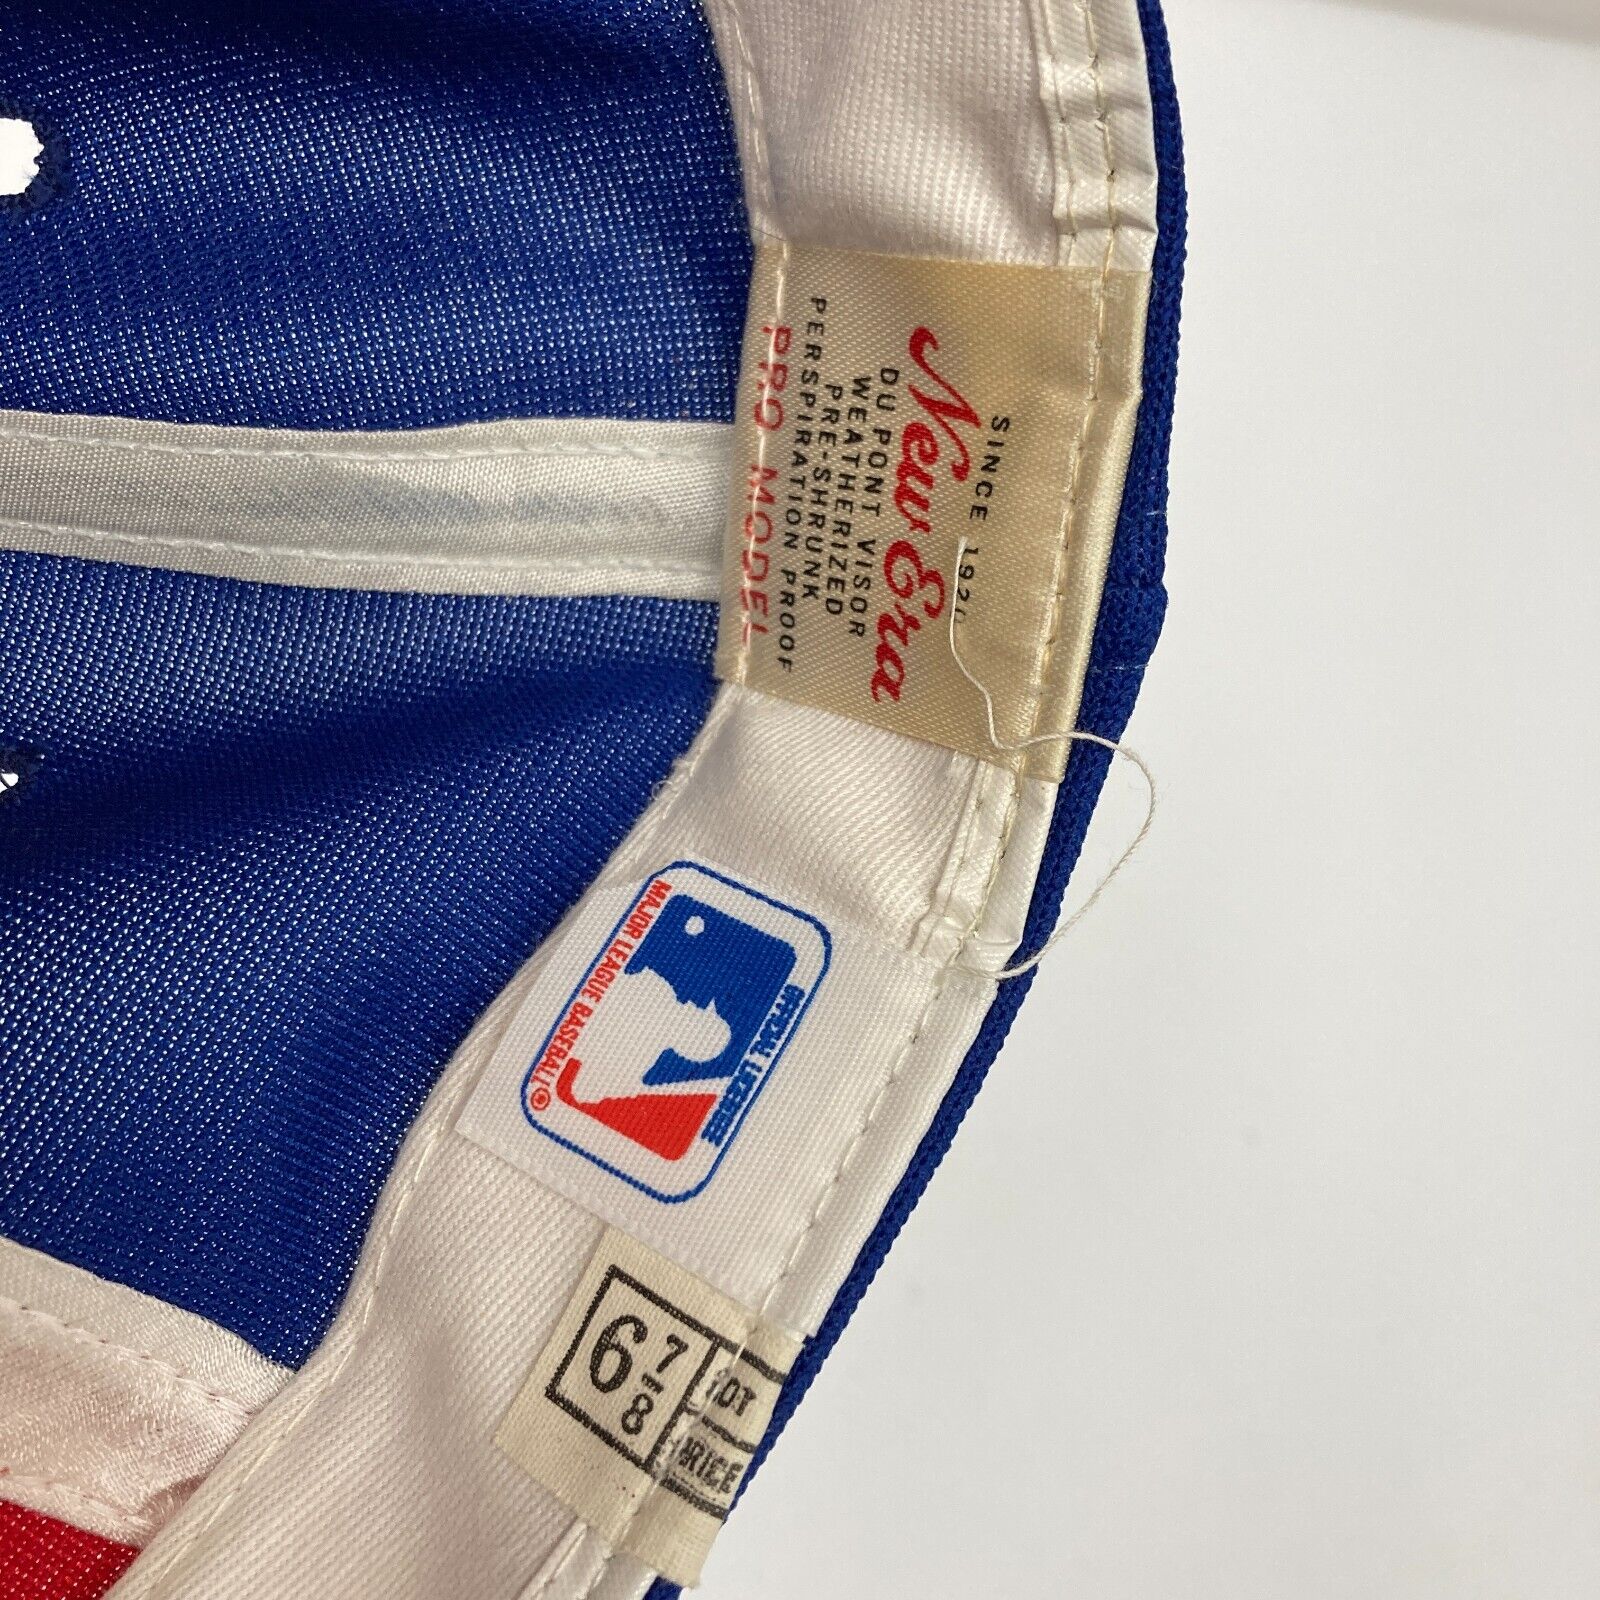 SINCE 1920
New Era
DU PONT VISOR
WEATHERIZED
PRE-SHRUNK
PERSPIRATION PROOF
PRO MODEL
OFFICIAL LICENSEE
MAJOR LEAGUE BASEBALL®
6 7/8
PRICE